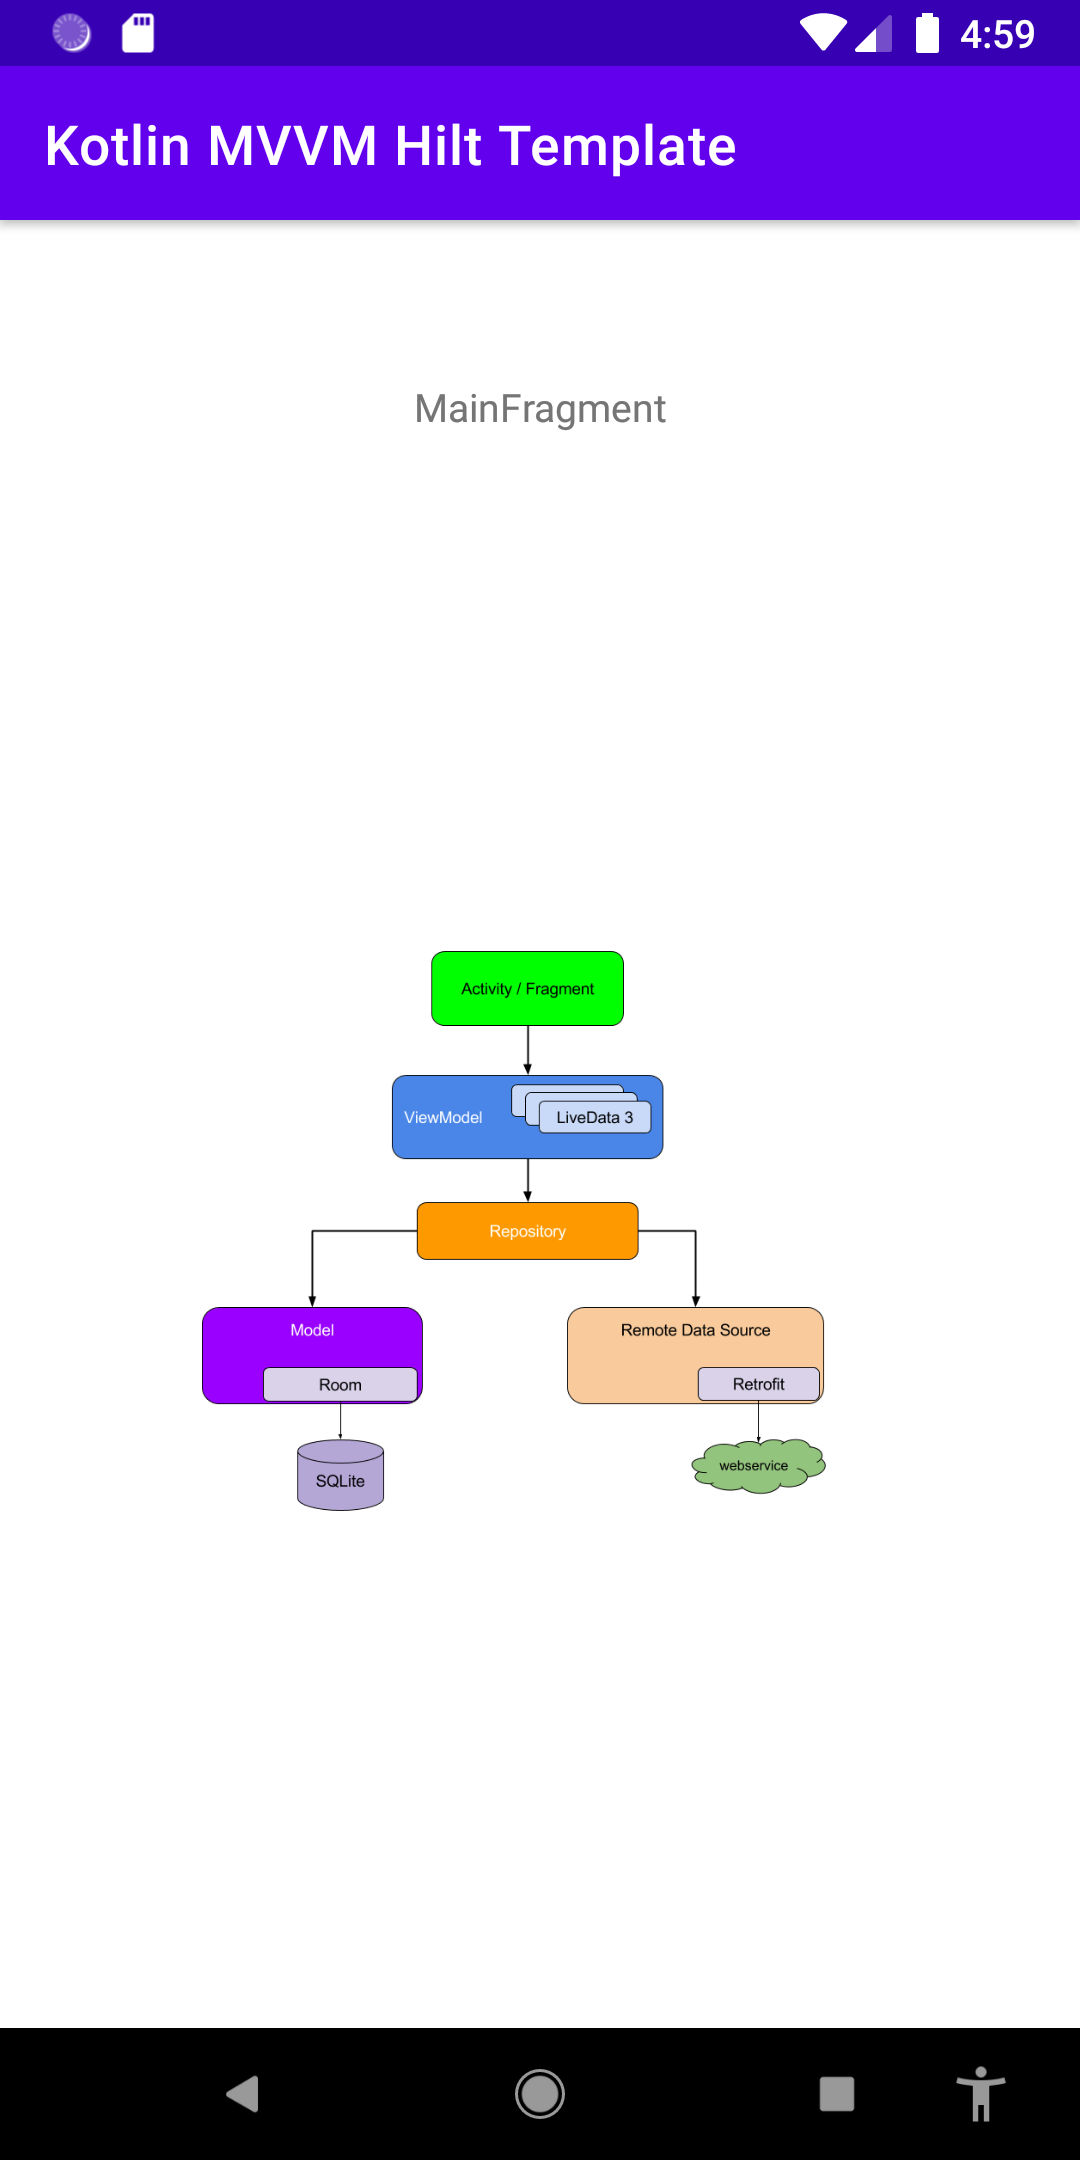 4:59
Kotlin MVVM Hilt Template
MainFragment
Activity / Fragment
ViewModel
LiveData 3
Repository
Model
Room
SQLite
Remote Data Source
Retrofit
webservice